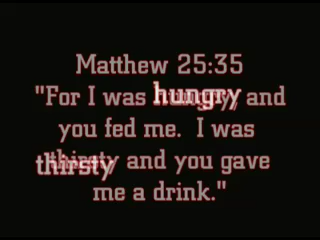 Matthew 25:35
"For I was hungry and
you fed me.  I was
thirsty and you gave
me a drink."